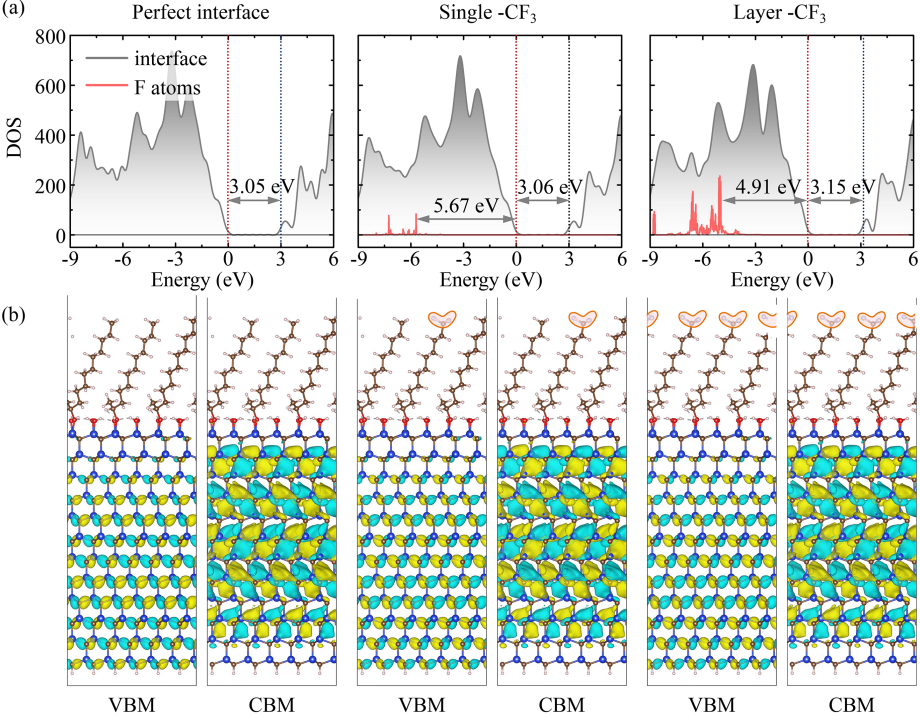 (a)
Perfect interface
Single -CF₃
Layer -CF₃
DOS
800
600
400
200
0
interface
F atoms
3.05 eV
5.67 eV
3.06 eV
4.91 eV
3.15 eV
-9 -6 -3 0 3 6
-9 -6 -3 0 3 6
-9 -6 -3 0 3 6
Energy (eV)
Energy (eV)
Energy (eV)
(b)
VBM
CBM
VBM
CBM
VBM
CBM